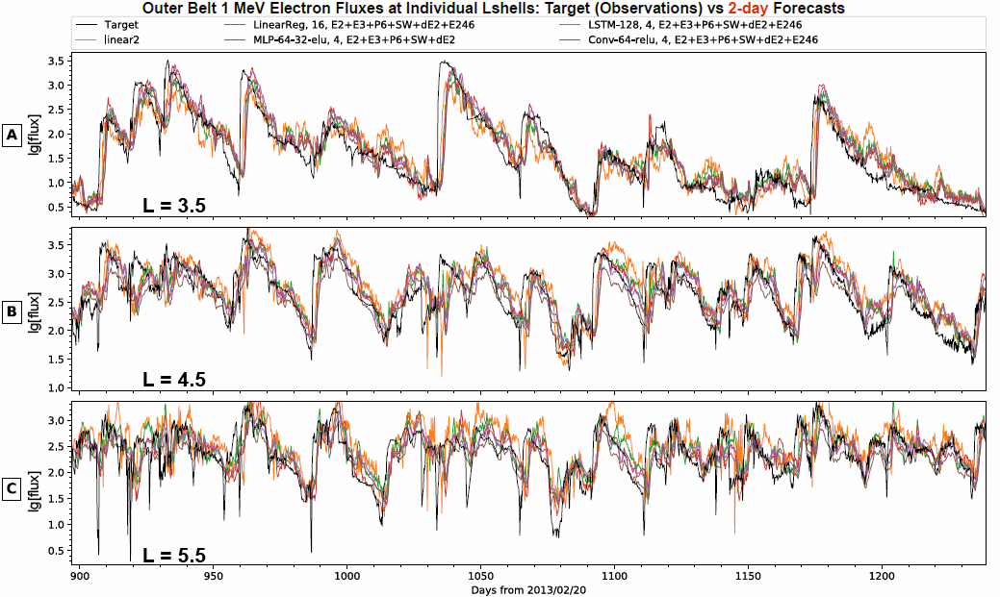 Outer Belt 1 MeV Electron Fluxes at Individual Lshells: Target (Observations) vs 2-day Forecasts
Target
LinearReg, 16, E2+E3+P6+SW+dE2+E246
LSTM-128, 4, E2+E3+P6+SW+dE2+E246
linear2
MLP-64-32-elu, 4, E2+E3+P6+SW+dE2
Conv-64-relu, 4, E2+E3+P6+SW+dE2+E246
A
lg[flux]
3.5
3.0
2.5
2.0
1.5
1.0
0.5
L = 3.5
B
lg[flux]
3.5
3.0
2.5
2.0
1.5
1.0
L = 4.5
C
lg[flux]
3.0
2.5
2.0
1.5
1.0
0.5
L = 5.5
900 950 1000 1050 1100 1150 1200
Days from 2013/02/20